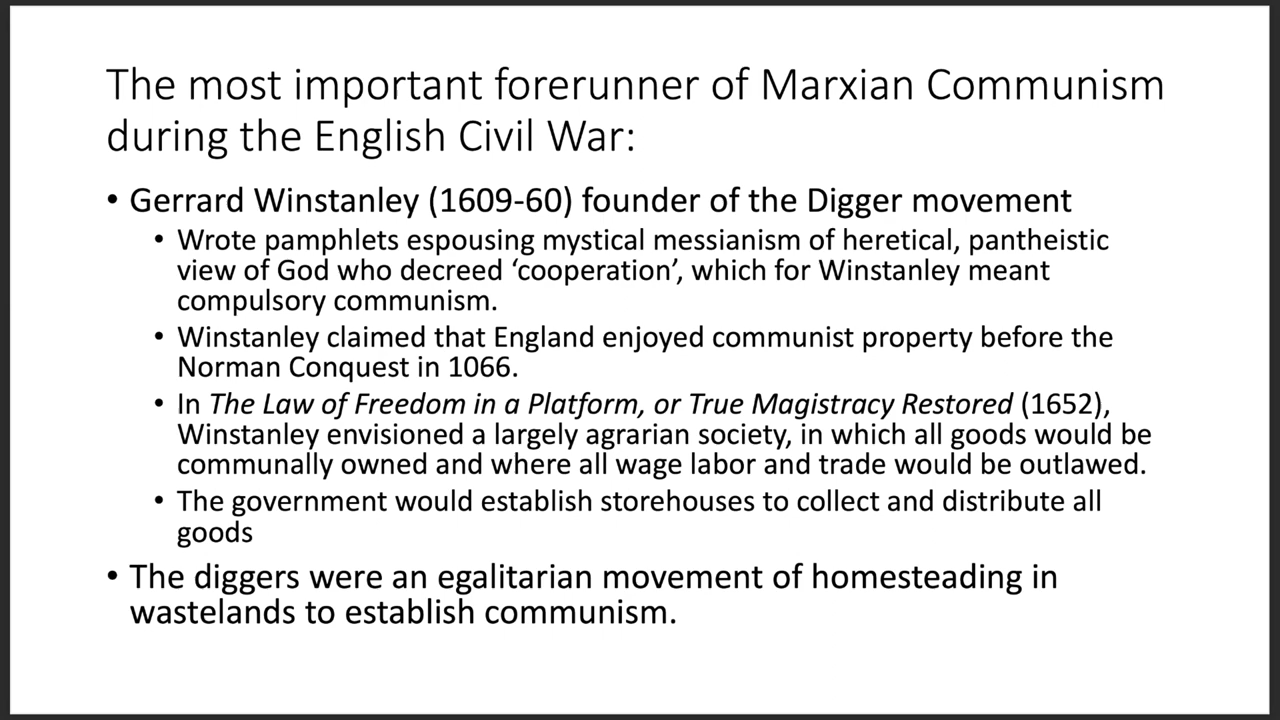 The most important forerunner of Marxian Communism
during the English Civil War:
• Gerrard Winstanley (1609-60) founder of the Digger movement
• Wrote pamphlets espousing mystical messianism of heretical, pantheistic
view of God who decreed ‘cooperation’, which for Winstanley meant
compulsory communism.
• Winstanley claimed that England enjoyed communist property before the
Norman Conquest in 1066.
• In The Law of Freedom in a Platform, or True Magistracy Restored (1652),
Winstanley envisioned a largely agrarian society, in which all goods would be
communally owned and where all wage labor and trade would be outlawed.
• The government would establish storehouses to collect and distribute all
goods
• The diggers were an egalitarian movement of homesteading in
wastelands to establish communism.